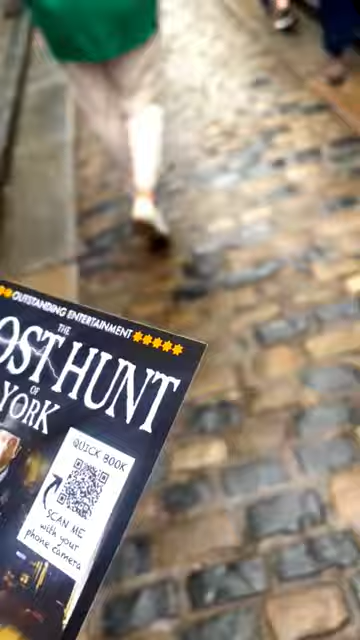 OUTSTANDING ENTERTAINMENT
THE
OST HUNT
OF
YORK
QUICK BOOK
SCAN ME
with your
phone camera